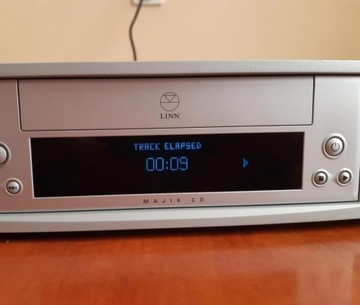 LINN
TRACK ELAPSED
00:09
MAJIK CD